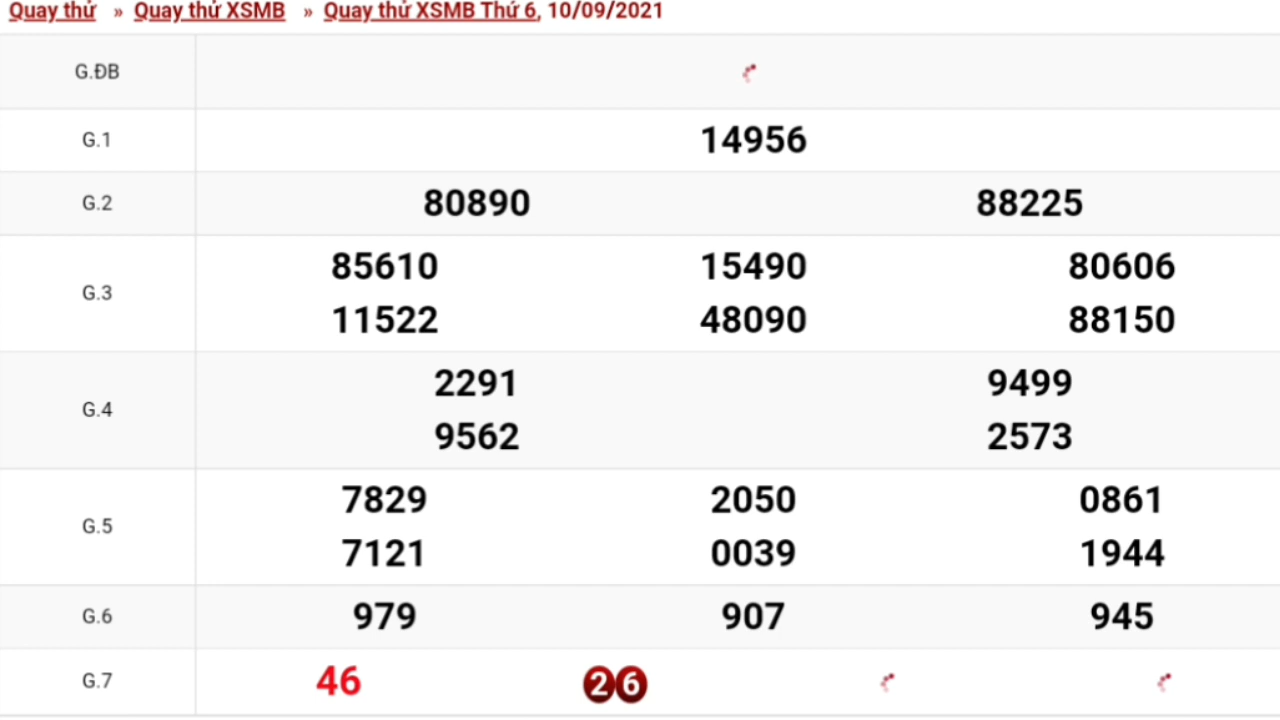 Quay thử » Quay thử XSMB » Quay thử XSMB Thứ 6, 10/09/2021
G.ĐB
G.1 14956
G.2 80890 88225
G.3 85610 15490 80606
11522 48090 88150
G.4 2291 9499
9562 2573
G.5 7829 2050 0861
7121 0039 1944
G.6 979 907 945
G.7 46 26